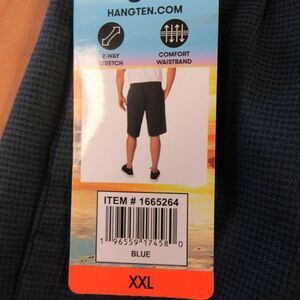 HANGTEN.COM
2-WAY STRETCH
COMFORT WAISTBAND
ITEM # 1665264
1 96559 17458 0
BLUE
XXL